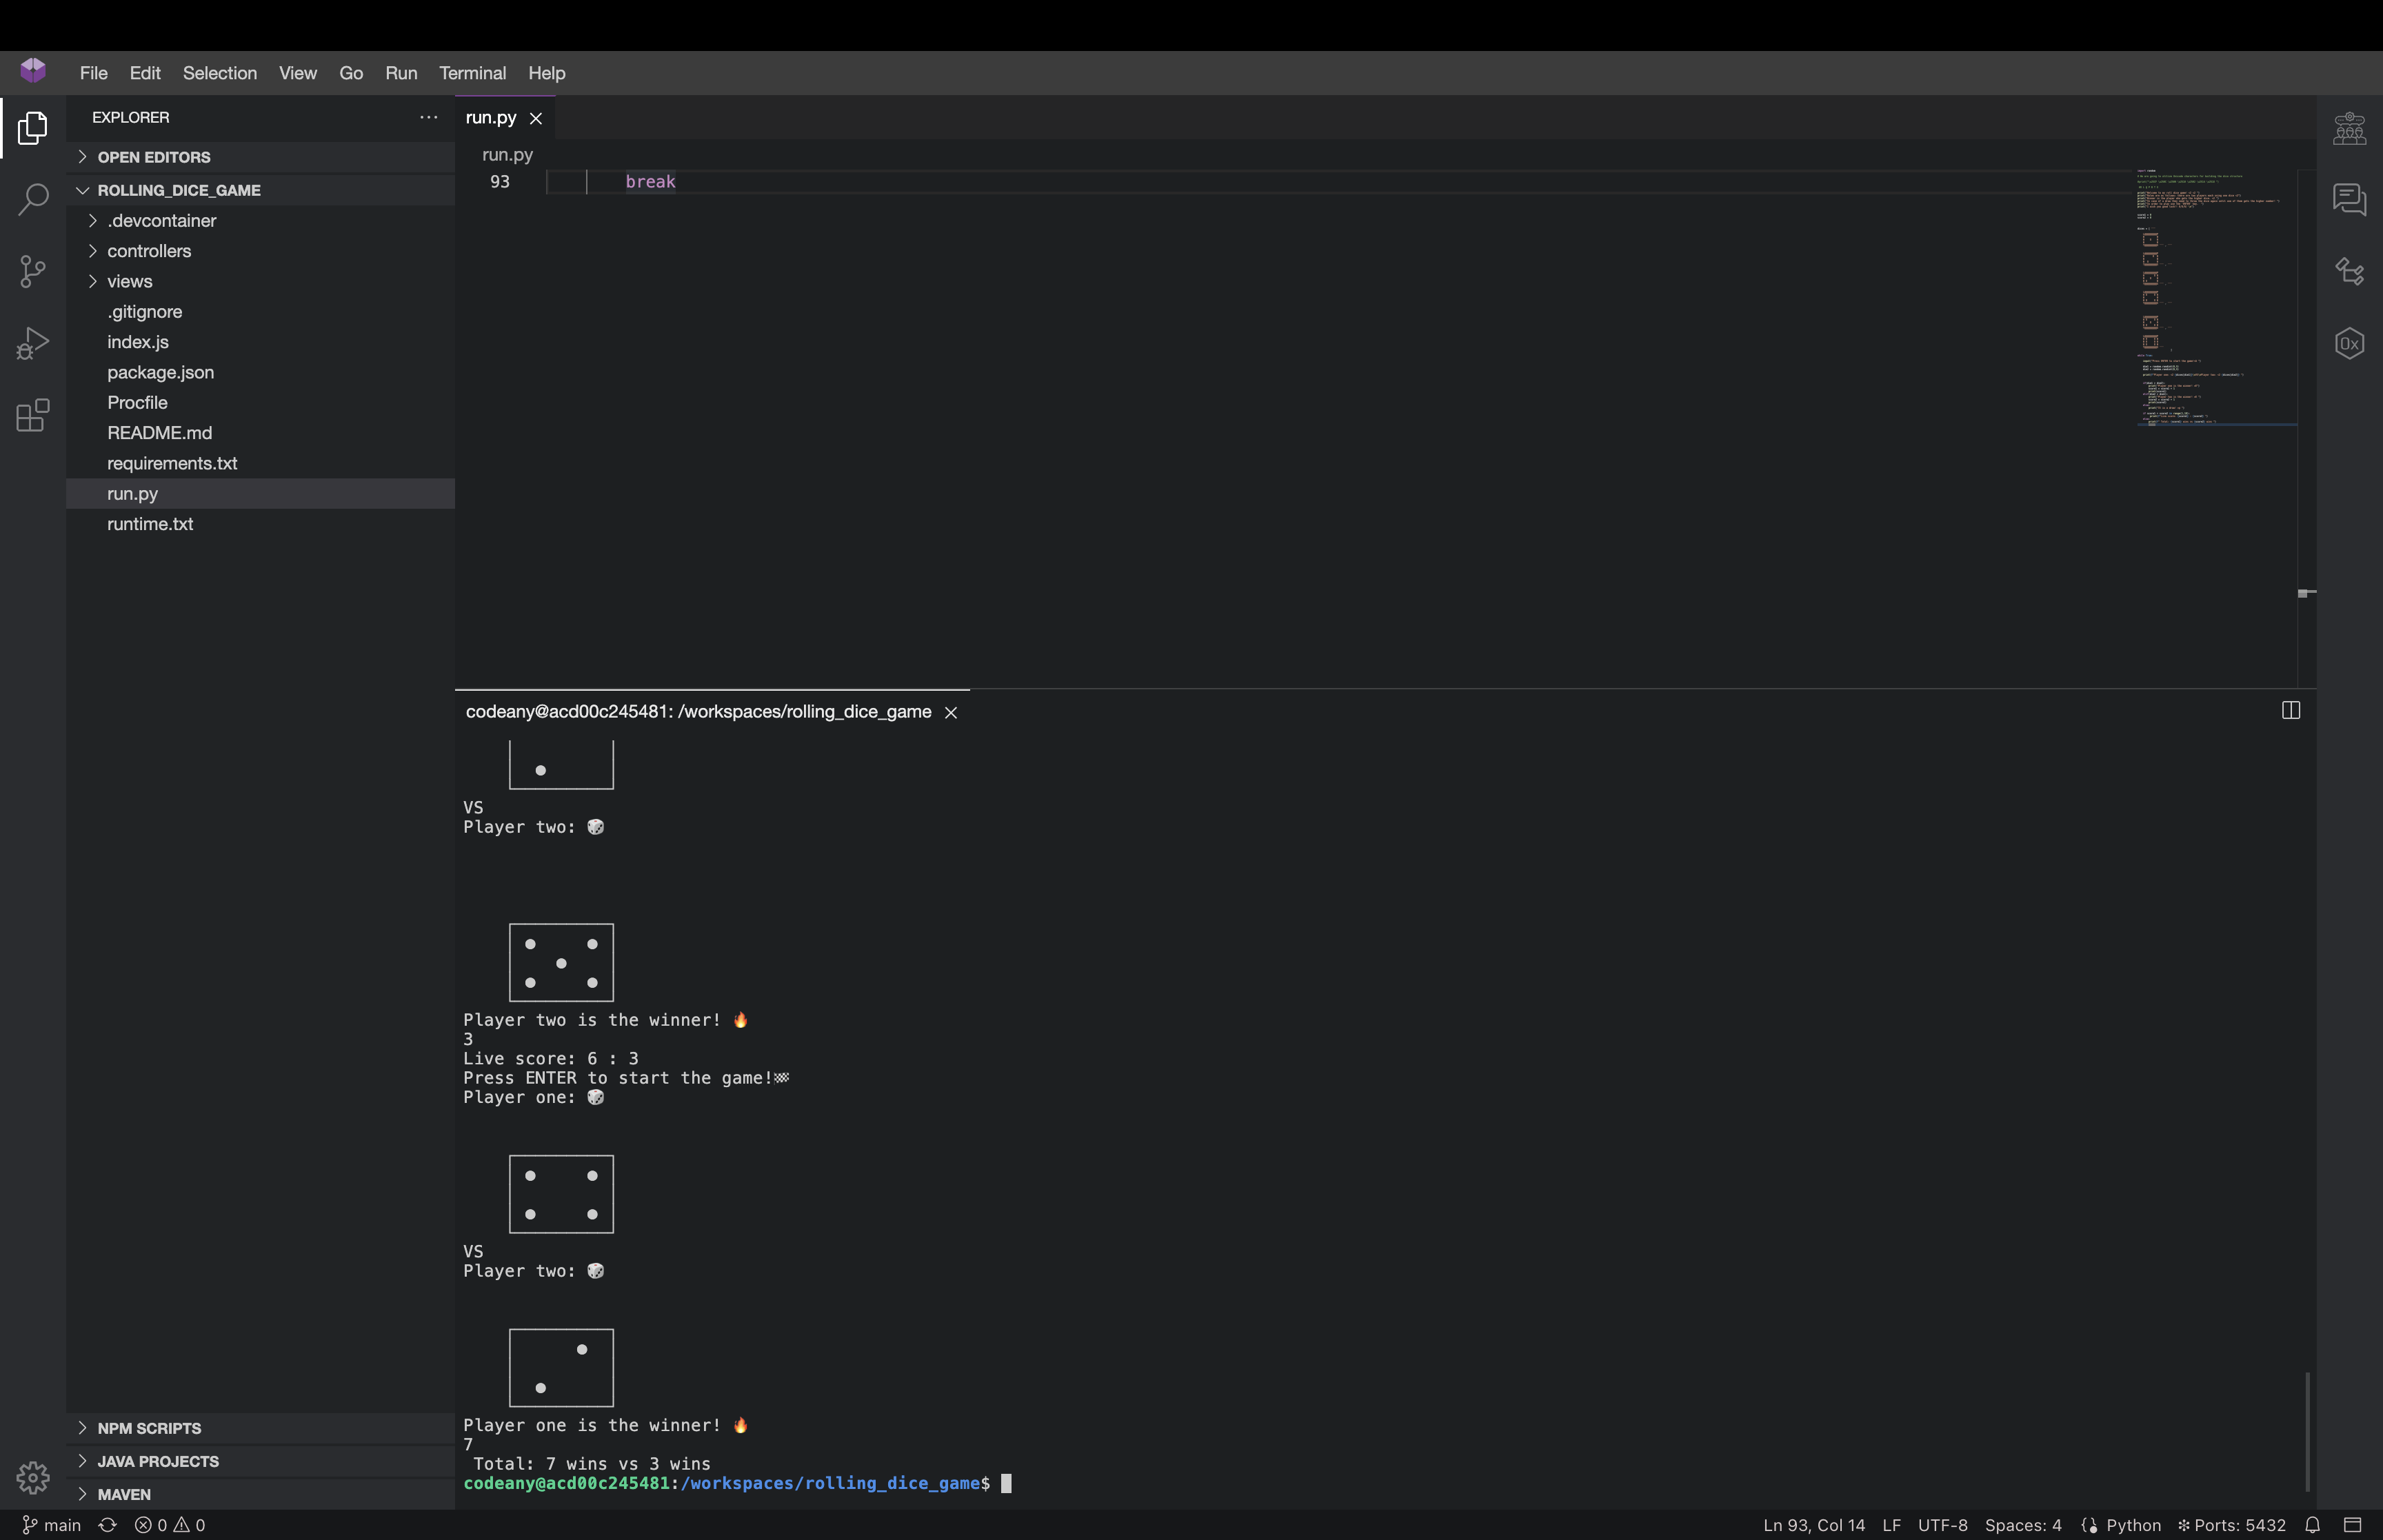 File Edit Selection View Go Run Terminal Help
EXPLORER
OPEN EDITORS
ROLLING_DICE_GAME
.devcontainer
controllers
views
.gitignore
index.js
package.json
Procfile
README.md
requirements.txt
run.py
runtime.txt
NPM SCRIPTS
JAVA PROJECTS
MAVEN
run.py
run.py
93 break
0x
codeany@acd00c245481: /workspaces/rolling_dice_game
VS
Player two: 🎲
Player two is the winner! 🔥
3
Live score: 6 : 3
Press ENTER to start the game!🏁
Player one: 🎲
VS
Player two: 🎲
Player one is the winner! 🔥
7
Total: 7 wins vs 3 wins
codeany@acd00c245481:/workspaces/rolling_dice_game$
main 0 0 Ln 93, Col 14 LF UTF-8 Spaces: 4 Python Ports: 5432